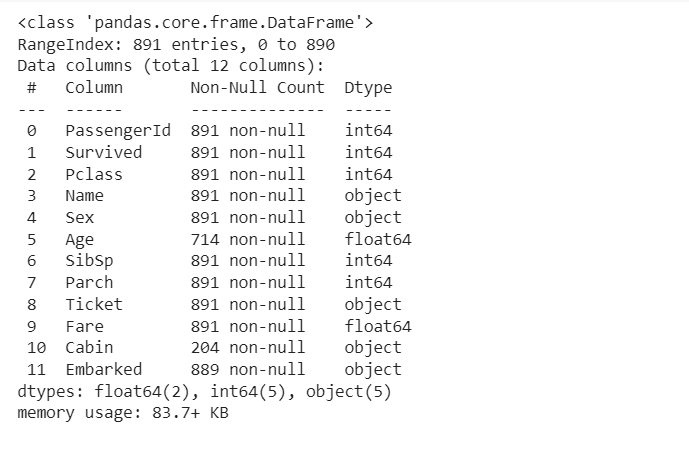 <class 'pandas.core.frame.DataFrame'>
RangeIndex: 891 entries, 0 to 890
Data columns (total 12 columns):
 #   Column       Non-Null Count  Dtype
---  ------       --------------  -----
 0   PassengerId  891 non-null    int64
 1   Survived     891 non-null    int64
 2   Pclass       891 non-null    int64
 3   Name         891 non-null    object
 4   Sex          891 non-null    object
 5   Age          714 non-null    float64
 6   SibSp        891 non-null    int64
 7   Parch        891 non-null    int64
 8   Ticket       891 non-null    object
 9   Fare         891 non-null    float64
 10  Cabin        204 non-null    object
 11  Embarked     889 non-null    object
dtypes: float64(2), int64(5), object(5)
memory usage: 83.7+ KB